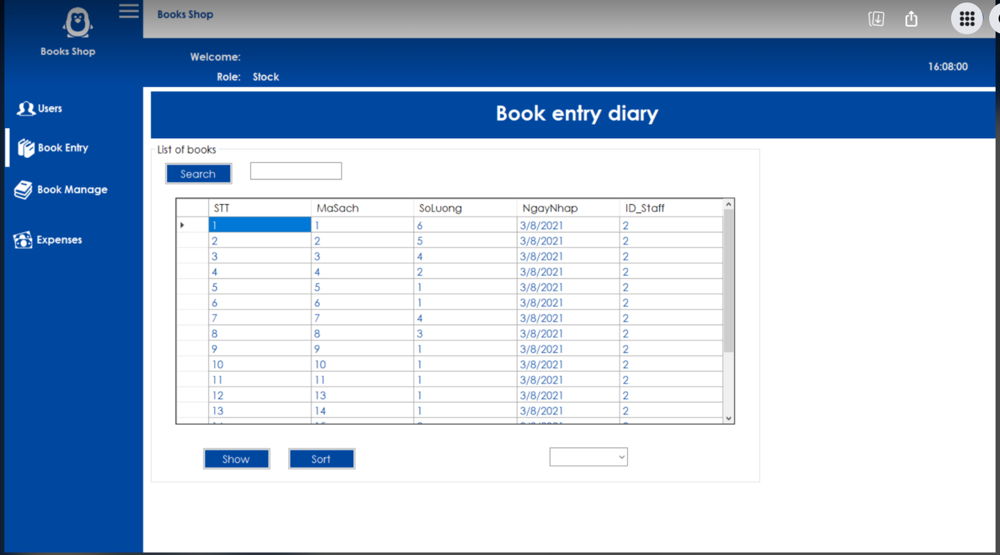 Books Shop
Books Shop
Welcome:
Role: Stock
16:08:00
Users
Book Entry
Book Manage
Expenses
Book entry diary
List of books
Search
STT MaSach SoLuong NgayNhap ID_Staff
1 1 6 3/8/2021 2
2 2 5 3/8/2021 2
3 3 4 3/8/2021 2
4 4 2 3/8/2021 2
5 5 1 3/8/2021 2
6 6 1 3/8/2021 2
7 7 4 3/8/2021 2
8 8 3 3/8/2021 2
9 9 1 3/8/2021 2
10 10 1 3/8/2021 2
11 11 1 3/8/2021 2
12 13 1 3/8/2021 2
13 14 1 3/8/2021 2
Show Sort